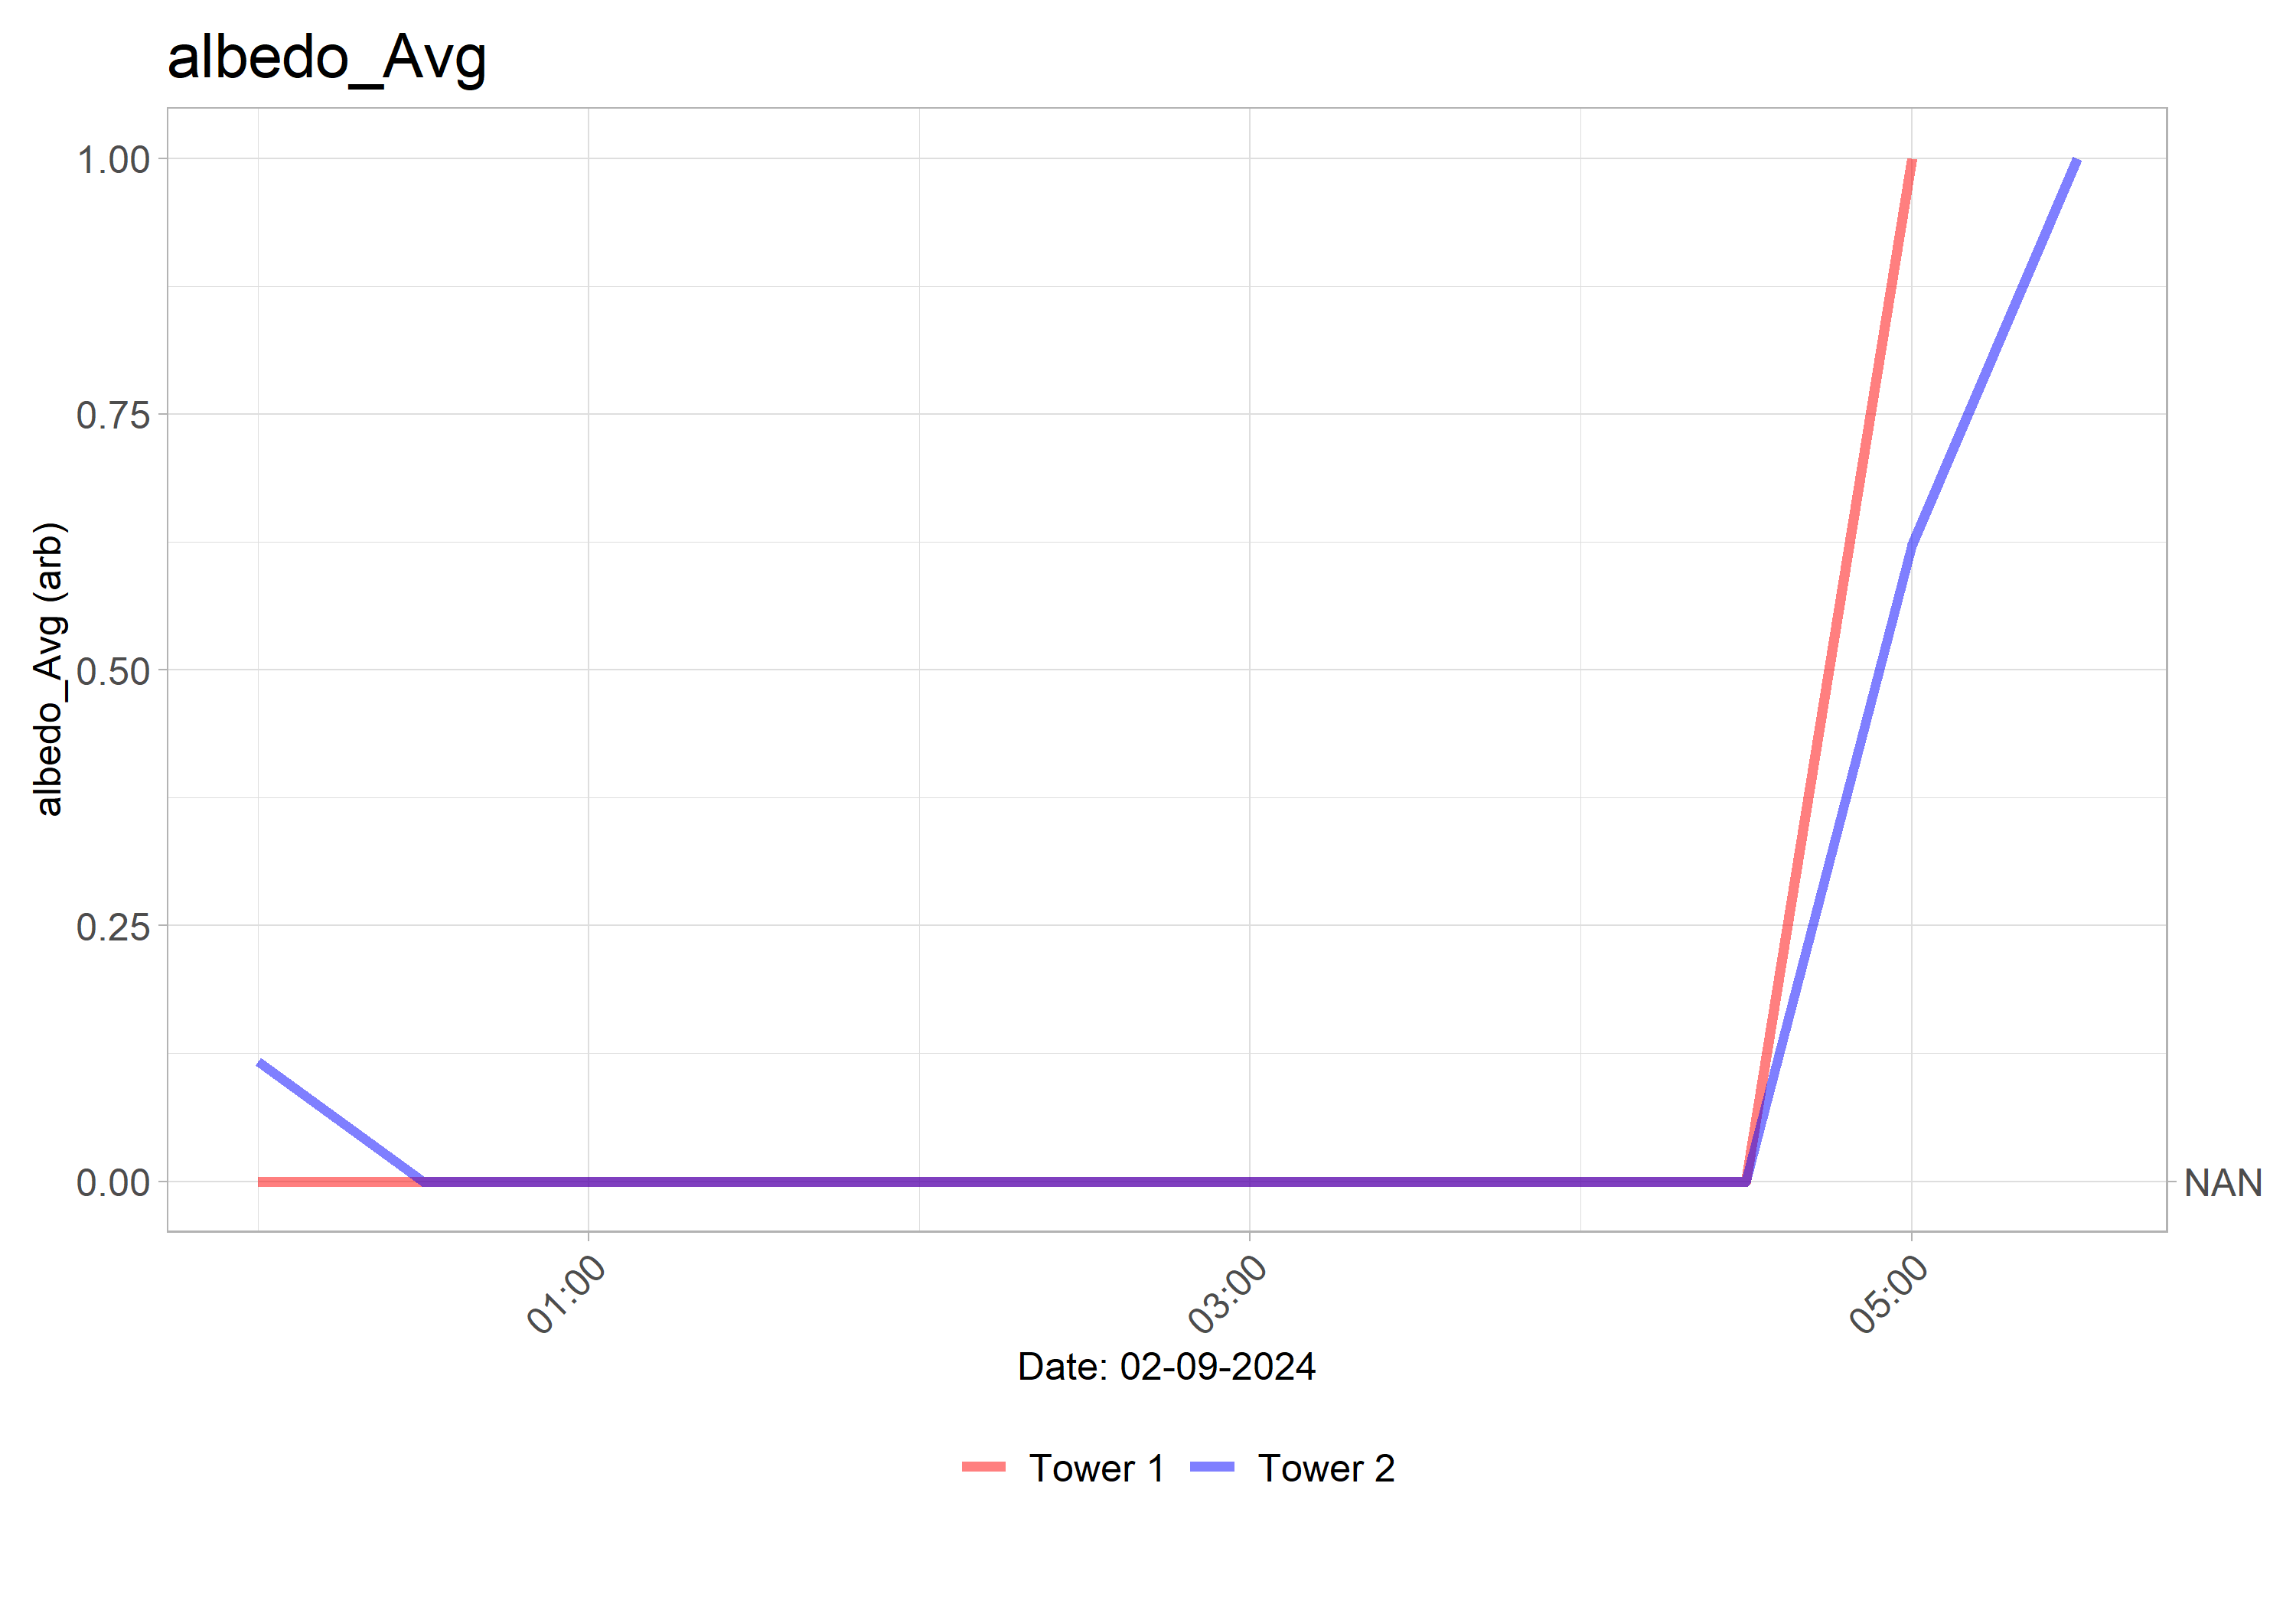 albedo_Avg
albedo_Avg (arb)
1.00
0.75
0.50
0.25
0.00
NAN
01:00
03:00
05:00
Date: 02-09-2024
Tower 1
Tower 2